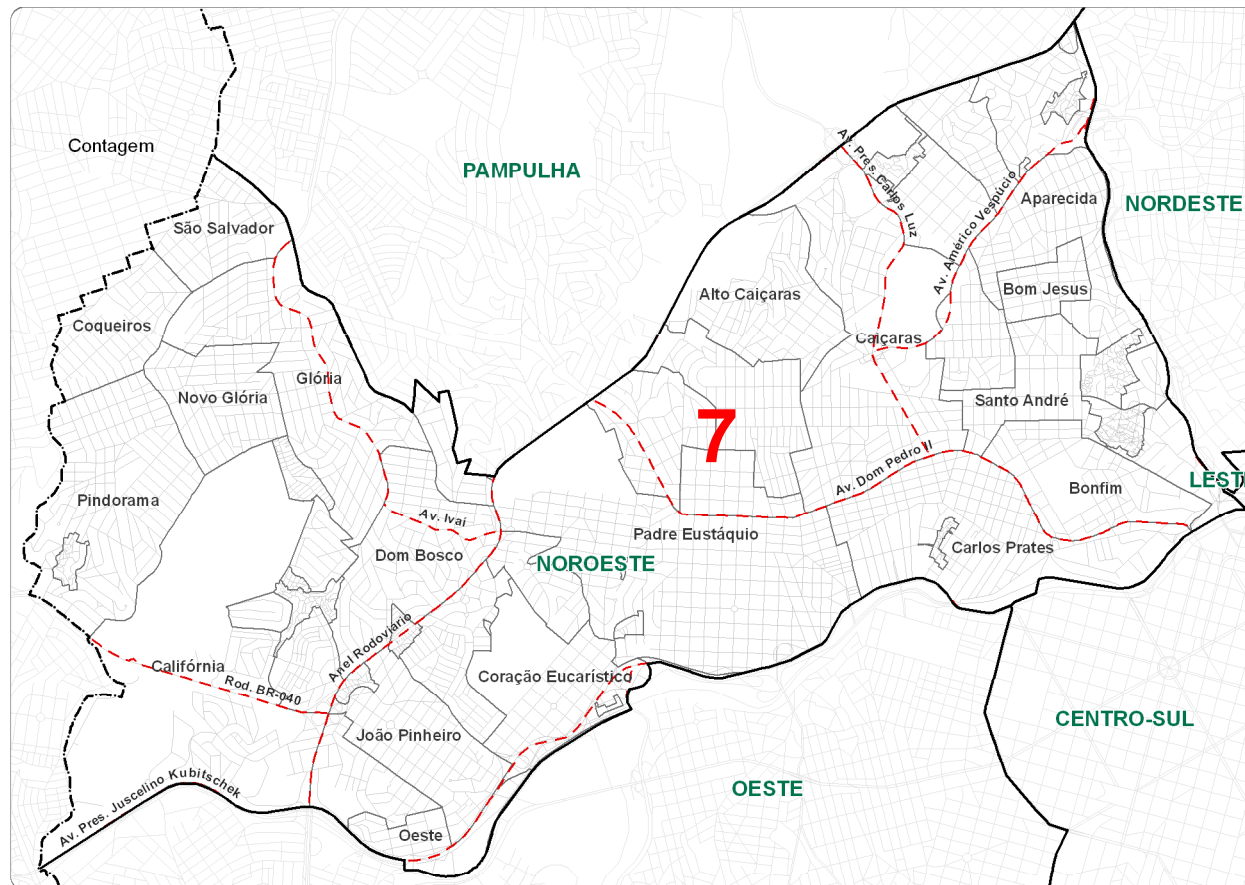 Contagem
PAMPULHA
Av. Pres. Carlos Luz
Av. Américo Vespúcio
Aparecida
NORDESTE
São Salvador
Alto Caiçaras
Bom Jesus
Coqueiros
Caiçaras
Glória
Novo Glória
Santo André
7
Av. Dom Pedro II
Pindorama
Bonfim
LEST
Av. Ivaí
Padre Eustáquio
Dom Bosco
NOROESTE
Carlos Prates
Anel Rodoviário
Califórnia
Rod. BR-040
Coração Eucarístico
João Pinheiro
CENTRO-SUL
Av. Pres. Juscelino Kubitschek
OESTE
Oeste